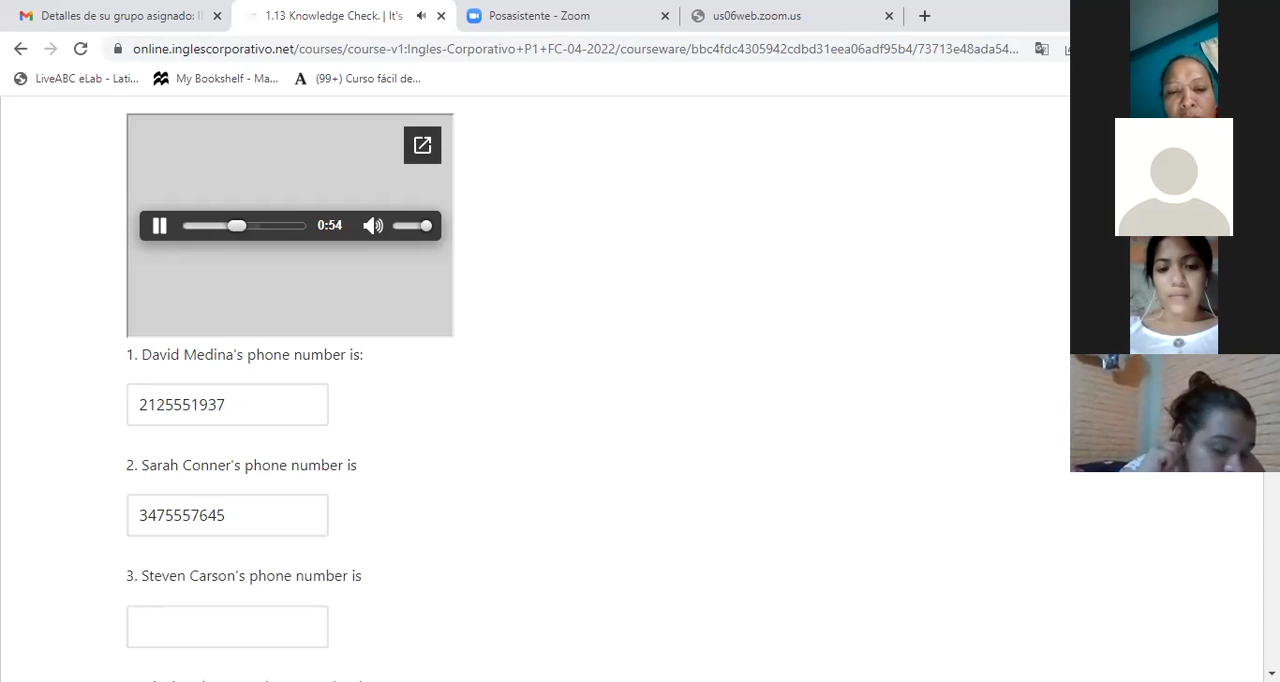 Detalles de su grupo asignado: I
1.13 Knowledge Check. | It's
Posasistente - Zoom
us06web.zoom.us
online.inglescorporativo.net/courses/course-v1:Ingles-Corporativo+P1+FC-04-2022/courseware/bbc4fdc4305942cdbd31eea06adf95b4/73713e48ada54...
LiveABC eLab - Lati...
My Bookshelf - Ma...
(99+) Curso fácil de...
0:54
1. David Medina's phone number is:
2125551937
2. Sarah Conner's phone number is
3475557645
3. Steven Carson's phone number is